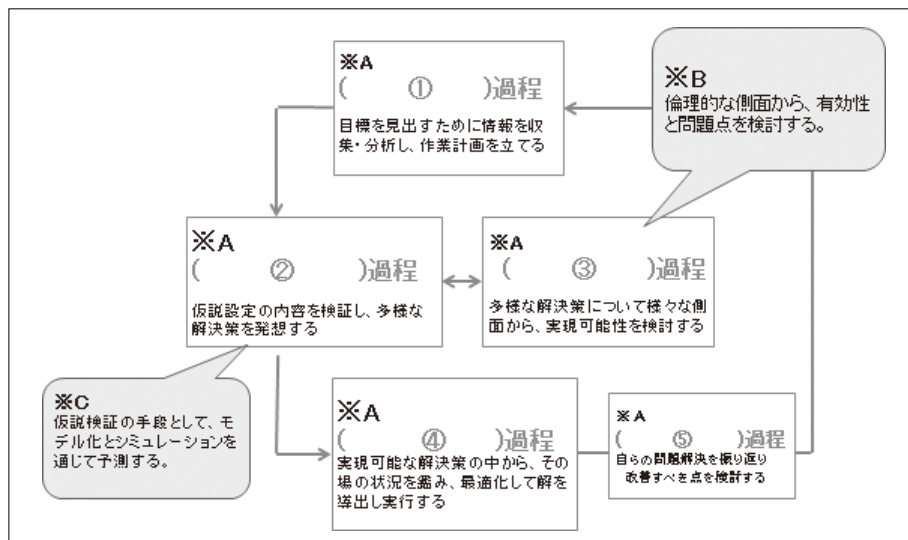 ※A
(　①　)過程
目標を見出すために情報を収
集・分析し、作業計画を立てる
※B
倫理的な側面から、有効性
と問題点を検討する。
※A
(　②　)過程
仮説設定の内容を検証し、多様な
解決策を発想する
※A
(　③　)過程
多様な解決策について様々な側
面から、実現可能性を検討する
※C
仮説検証の手段として、モ
デル化とシミュレーションを
通じて予測する。
※A
(　④　)過程
実現可能な解決策の中から、その
場の状況を鑑み、最適化して解を
導出し実行する
※A
(　⑤　)過程
自らの問題解決を振り返り
改善すべき点を検討する